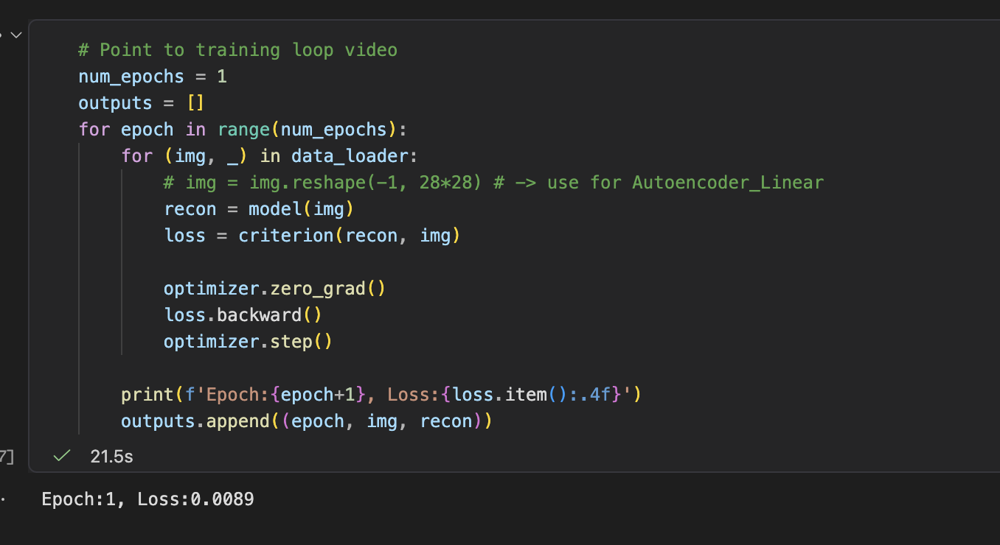 # Point to training loop video
num_epochs = 1
outputs = []
for epoch in range(num_epochs):
    for (img, _) in data_loader:
        # img = img.reshape(-1, 28*28) # -> use for Autoencoder_Linear
        recon = model(img)
        loss = criterion(recon, img)

        optimizer.zero_grad()
        loss.backward()
        optimizer.step()

    print(f'Epoch:{epoch+1}, Loss:{loss.item():.4f}')
    outputs.append((epoch, img, recon))
7] ✓ 21.5s
Epoch:1, Loss:0.0089